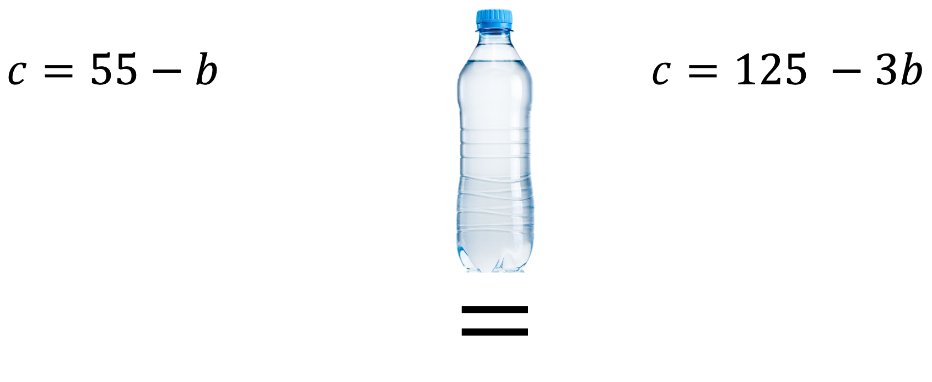 c = 55 − b
c = 125 − 3b
=